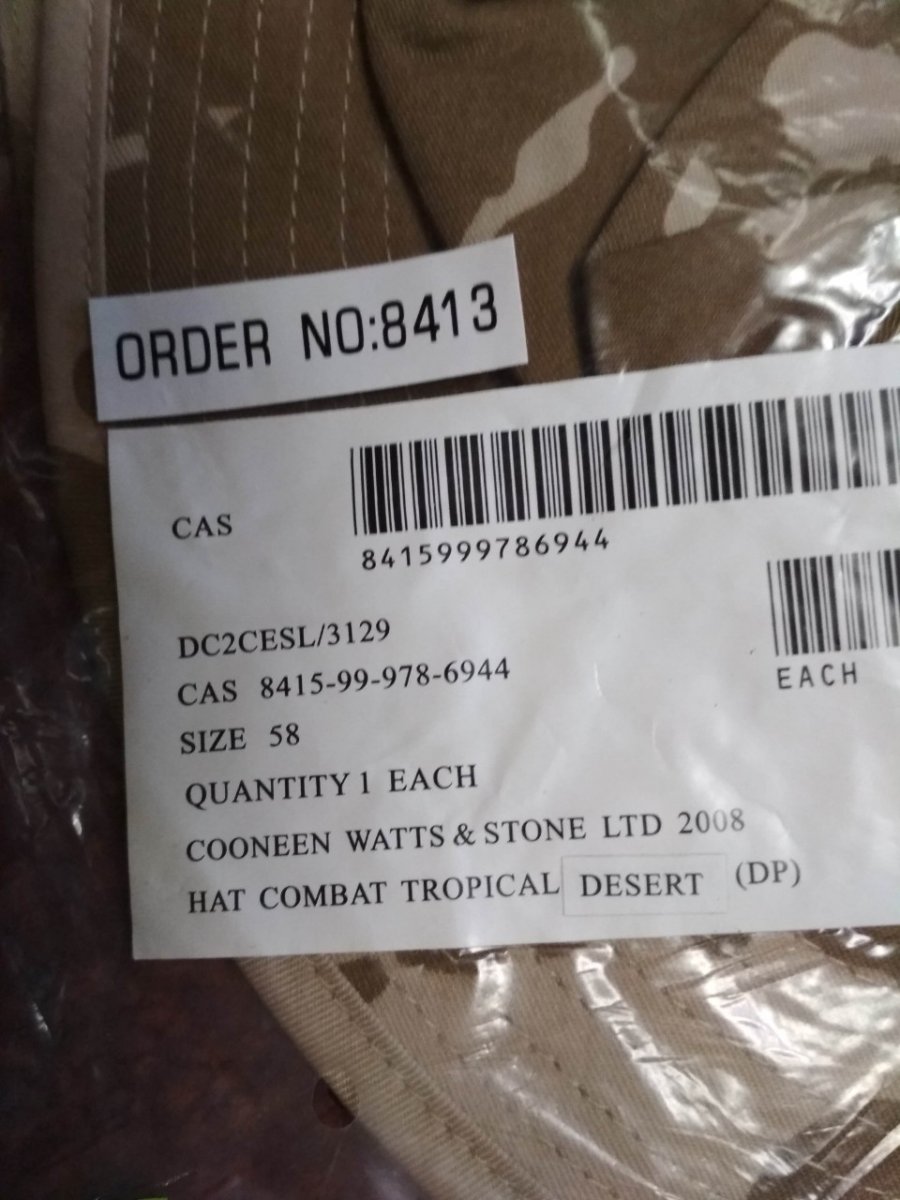 ORDER NO:8413
CAS
8415999786944
DC2CESL/3129
CAS 8415-99-978-6944
EACH
SIZE 58
QUANTITY 1 EACH
COONEEN WATTS & STONE LTD 2008
HAT COMBAT TROPICAL DESERT (DP)